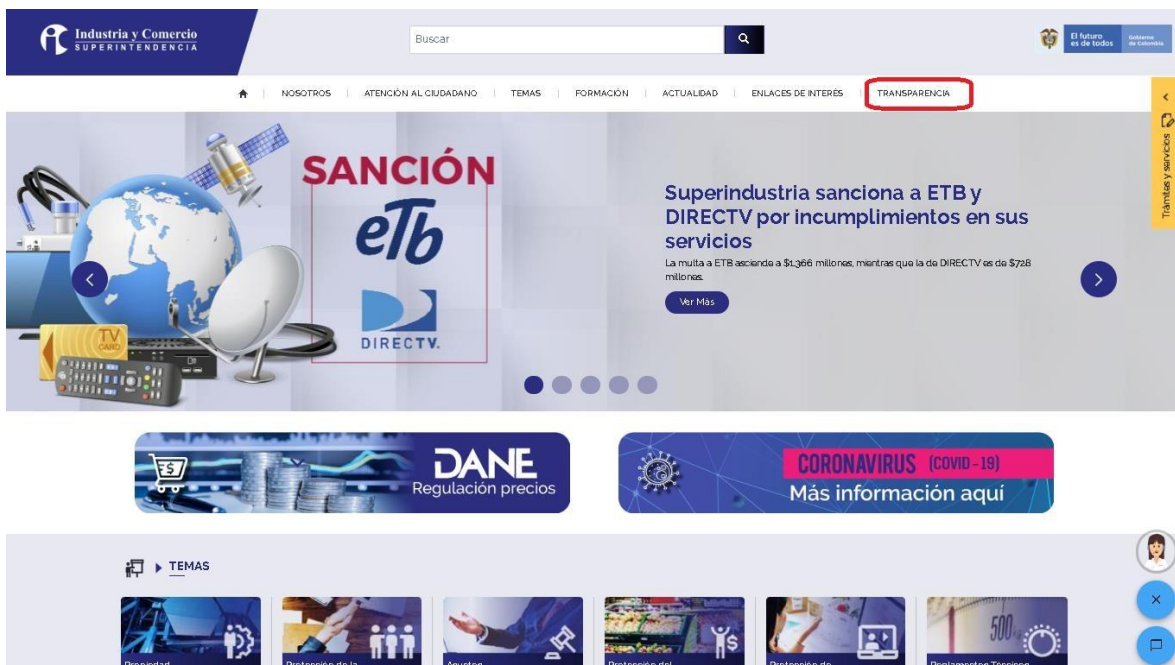 Industria y Comercio
SUPERINTENDENCIA
Buscar
El futuro
es de todos
Gobierno
de Colombia
NOSOTROS
ATENCIÓN AL CIUDADANO
TEMAS
FORMACIÓN
ACTUALIDAD
ENLACES DE INTERÉS
TRANSPARENCIA
Trámites y servicios
SANCIÓN
eTb
DIRECTV.
TV
CARD
Superindustria sanciona a ETB y
DIRECTV por incumplimientos en sus
servicios
La multa a ETB asciende a $1.366 millones, mientras que la de DIRECTV es de $728
millones.
Ver Más
DANE
Regulación precios
CORONAVIRUS (COVID-19)
Más información aquí
TEMAS
500
Propiedad
Protección de la
Asuntos
Protección del
Protección de
Reglamentos Técnicos